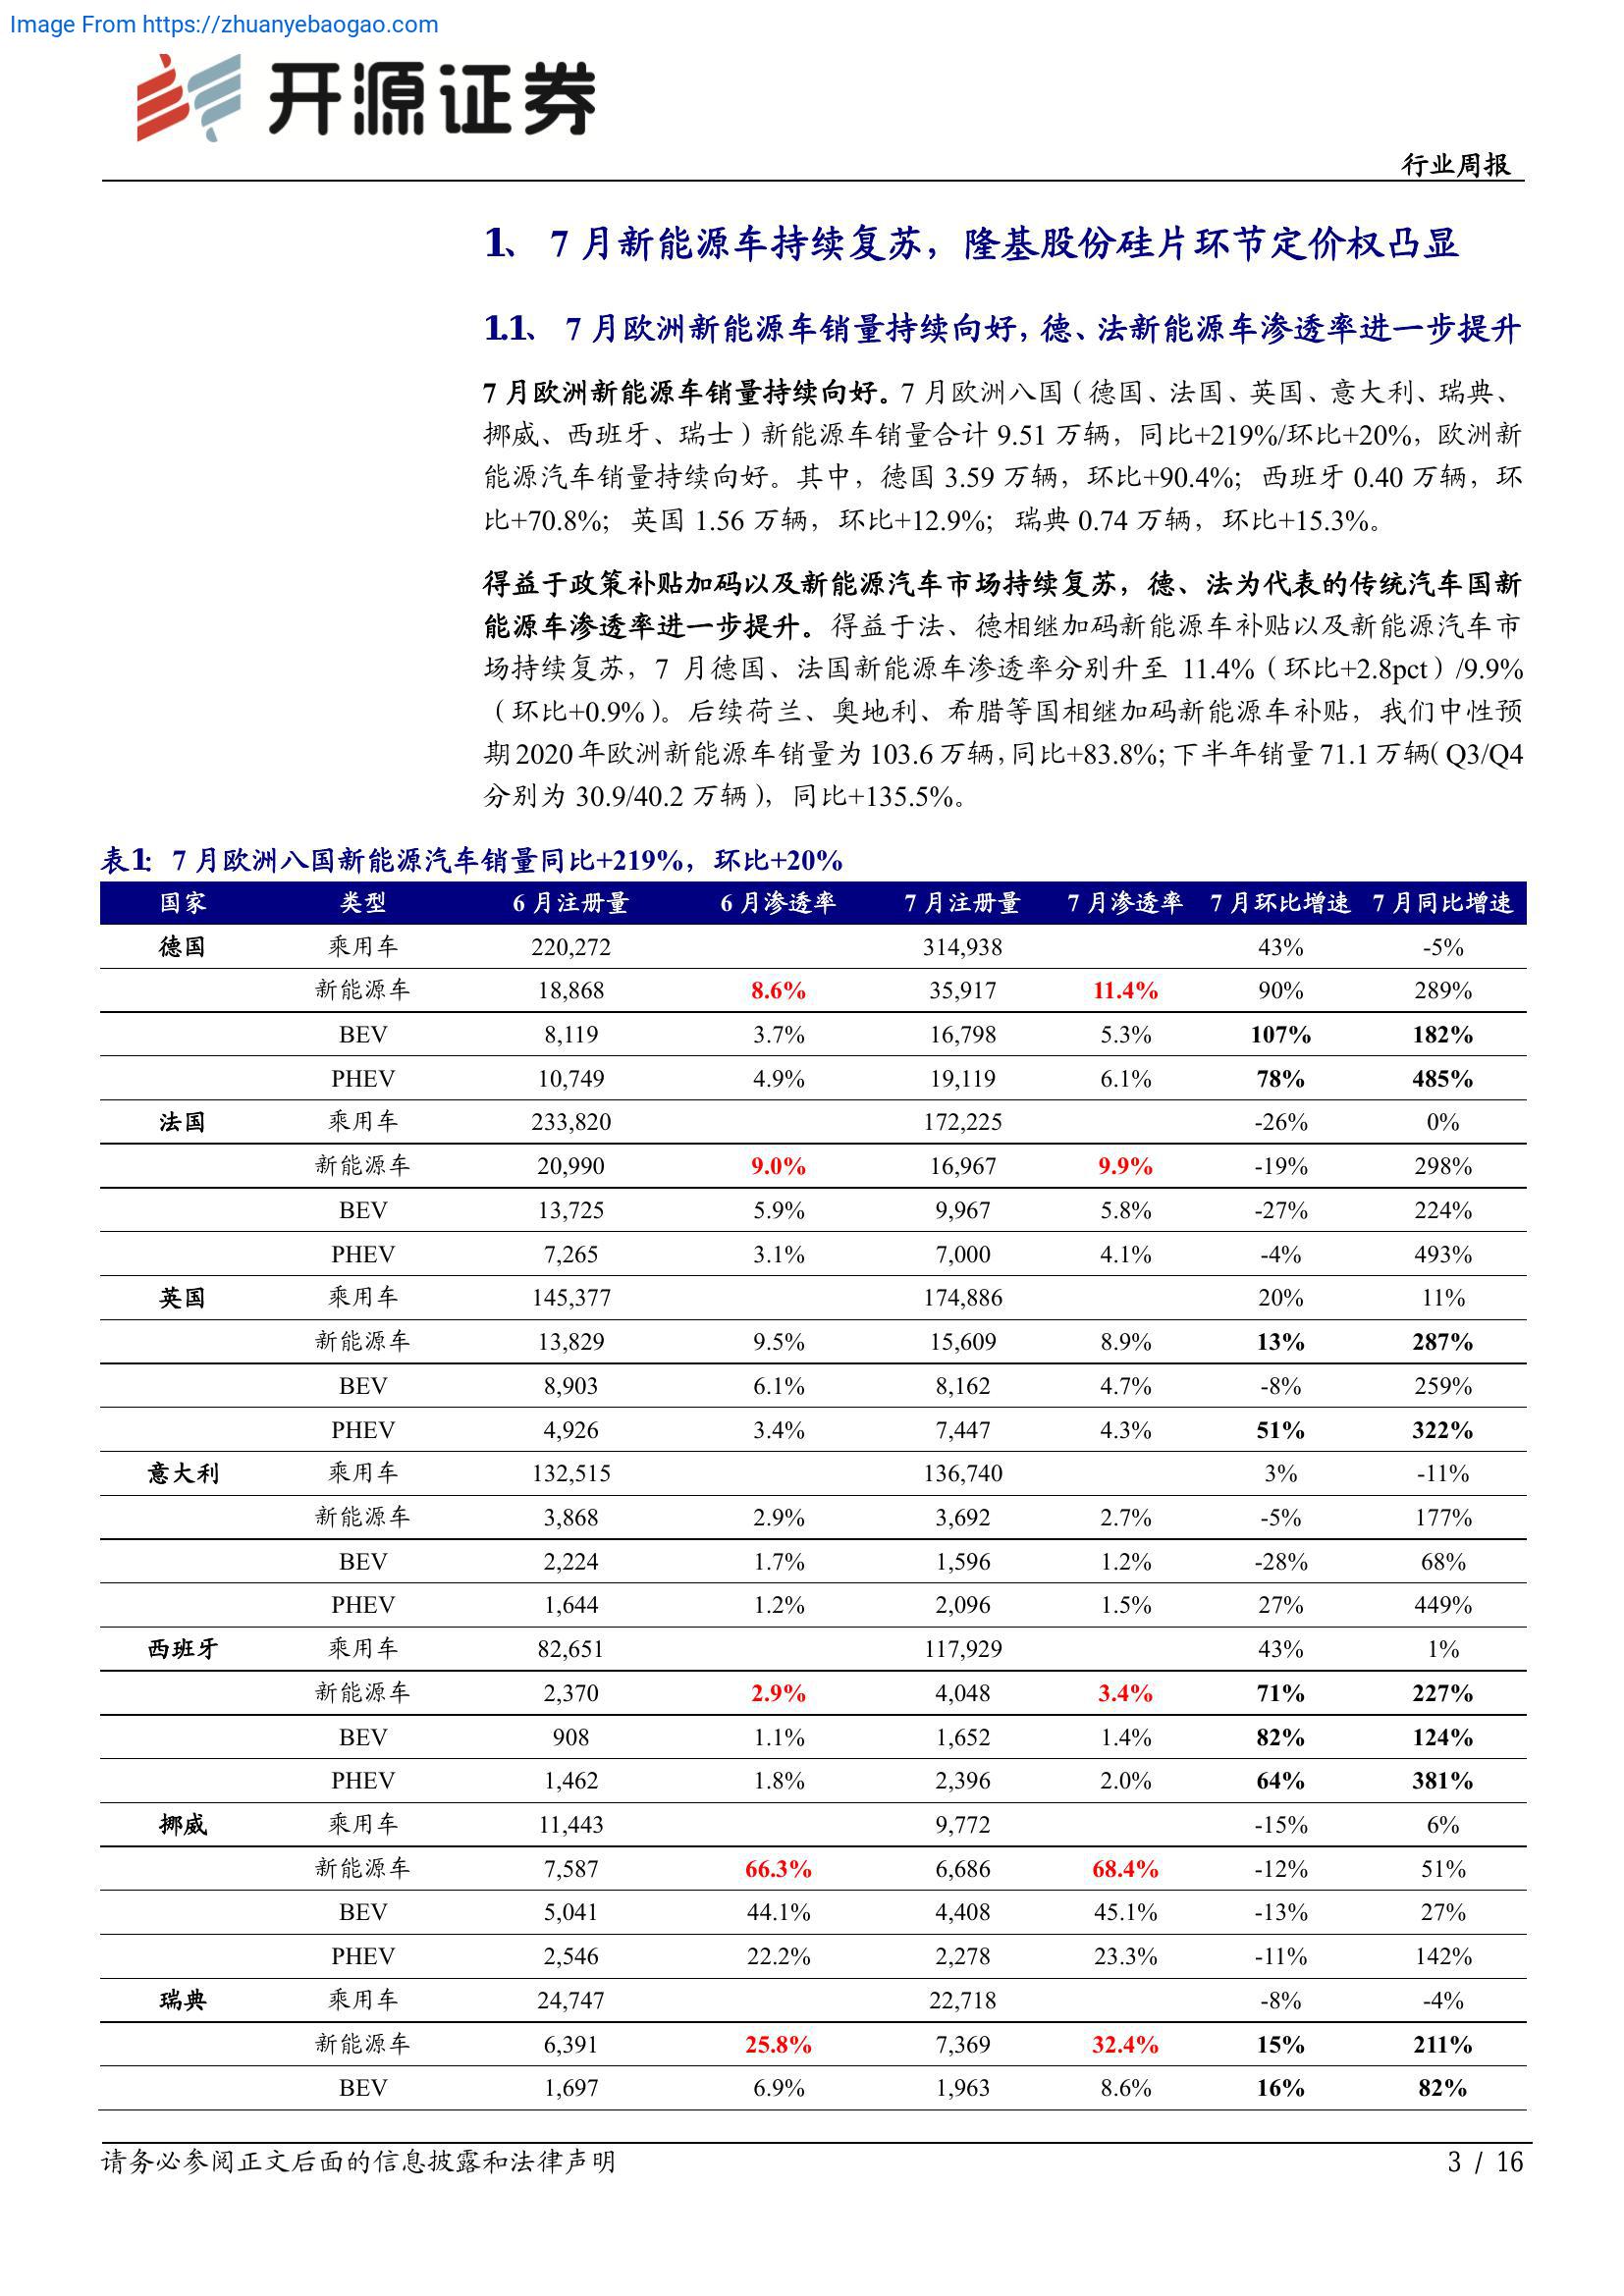 Image From https://zhuanyebaogao.com
开源证券
行业周报
1、 7 月新能源车持续复苏，隆基股份硅片环节定价权凸显
1.1、 7 月欧洲新能源车销量持续向好，德、法新能源车渗透率进一步提升
7 月欧洲新能源车销量持续向好。7 月欧洲八国（德国、法国、英国、意大利、瑞典、
挪威、西班牙、瑞士）新能源车销量合计 9.51 万辆，同比+219%/环比+20%，欧洲新
能源汽车销量持续向好。其中，德国 3.59 万辆，环比+90.4%；西班牙 0.40 万辆，环
比+70.8%；英国 1.56 万辆，环比+12.9%；瑞典 0.74 万辆，环比+15.3%。
得益于政策补贴加码以及新能源汽车市场持续复苏，德、法为代表的传统汽车国新
能源车渗透率进一步提升。得益于法、德相继加码新能源车补贴以及新能源汽车市
场持续复苏，7 月德国、法国新能源车渗透率分别升至 11.4%（环比+2.8pct）/9.9%
（环比+0.9%）。后续荷兰、奥地利、希腊等国相继加码新能源车补贴，我们中性预
期 2020 年欧洲新能源车销量为 103.6 万辆，同比+83.8%；下半年销量 71.1 万辆（Q3/Q4
分别为 30.9/40.2 万辆），同比+135.5%。
表1： 7 月欧洲八国新能源汽车销量同比+219%，环比+20%
国家 类型 6 月注册量 6 月渗透率 7 月注册量 7 月渗透率 7 月环比增速 7 月同比增速
德国 乘用车 220,272 314,938 43% -5%
新能源车 18,868 8.6% 35,917 11.4% 90% 289%
BEV 8,119 3.7% 16,798 5.3% 107% 182%
PHEV 10,749 4.9% 19,119 6.1% 78% 485%
法国 乘用车 233,820 172,225 -26% 0%
新能源车 20,990 9.0% 16,967 9.9% -19% 298%
BEV 13,725 5.9% 9,967 5.8% -27% 224%
PHEV 7,265 3.1% 7,000 4.1% -4% 493%
英国 乘用车 145,377 174,886 20% 11%
新能源车 13,829 9.5% 15,609 8.9% 13% 287%
BEV 8,903 6.1% 8,162 4.7% -8% 259%
PHEV 4,926 3.4% 7,447 4.3% 51% 322%
意大利 乘用车 132,515 136,740 3% -11%
新能源车 3,868 2.9% 3,692 2.7% -5% 177%
BEV 2,224 1.7% 1,596 1.2% -28% 68%
PHEV 1,644 1.2% 2,096 1.5% 27% 449%
西班牙 乘用车 82,651 117,929 43% 1%
新能源车 2,370 2.9% 4,048 3.4% 71% 227%
BEV 908 1.1% 1,652 1.4% 82% 124%
PHEV 1,462 1.8% 2,396 2.0% 64% 381%
挪威 乘用车 11,443 9,772 -15% 6%
新能源车 7,587 66.3% 6,686 68.4% -12% 51%
BEV 5,041 44.1% 4,408 45.1% -13% 27%
PHEV 2,546 22.2% 2,278 23.3% -11% 142%
瑞典 乘用车 24,747 22,718 -8% -4%
新能源车 6,391 25.8% 7,369 32.4% 15% 211%
BEV 1,697 6.9% 1,963 8.6% 16% 82%
请务必参阅正文后面的信息披露和法律声明 3 / 16